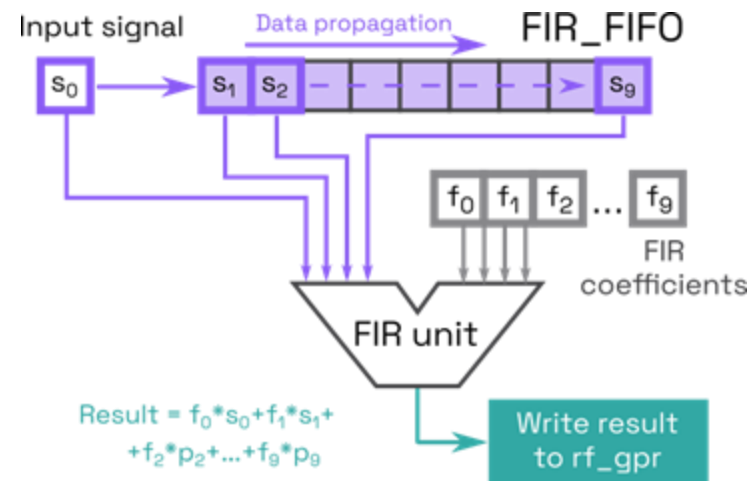 Input signal
Data propagation
FIR_FIFO
s₀
s₁ s₂ s₉
f₀ f₁ f₂ ... f₉
FIR
coefficients
FIR unit
Result = f₀*s₀+f₁*s₁+
+f₂*p₂+...+f₉*p₉
Write result
to rf_gpr